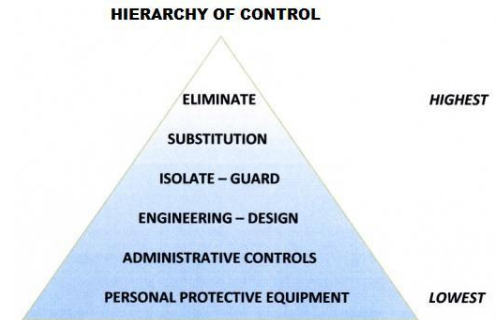 HIERARCHY OF CONTROL
ELIMINATE
HIGHEST
SUBSTITUTION
ISOLATE – GUARD
ENGINEERING – DESIGN
ADMINISTRATIVE CONTROLS
PERSONAL PROTECTIVE EQUIPMENT
LOWEST